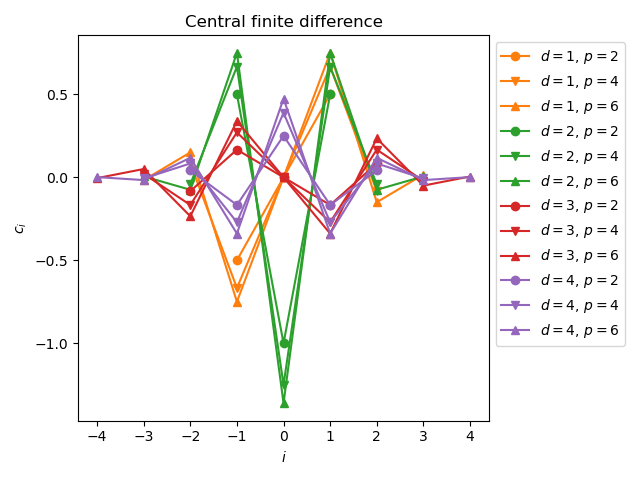 Central finite difference
0.5
0.0
−0.5
−1.0
c_i
−4 −3 −2 −1 0 1 2 3 4
i
d = 1, p = 2
d = 1, p = 4
d = 1, p = 6
d = 2, p = 2
d = 2, p = 4
d = 2, p = 6
d = 3, p = 2
d = 3, p = 4
d = 3, p = 6
d = 4, p = 2
d = 4, p = 4
d = 4, p = 6